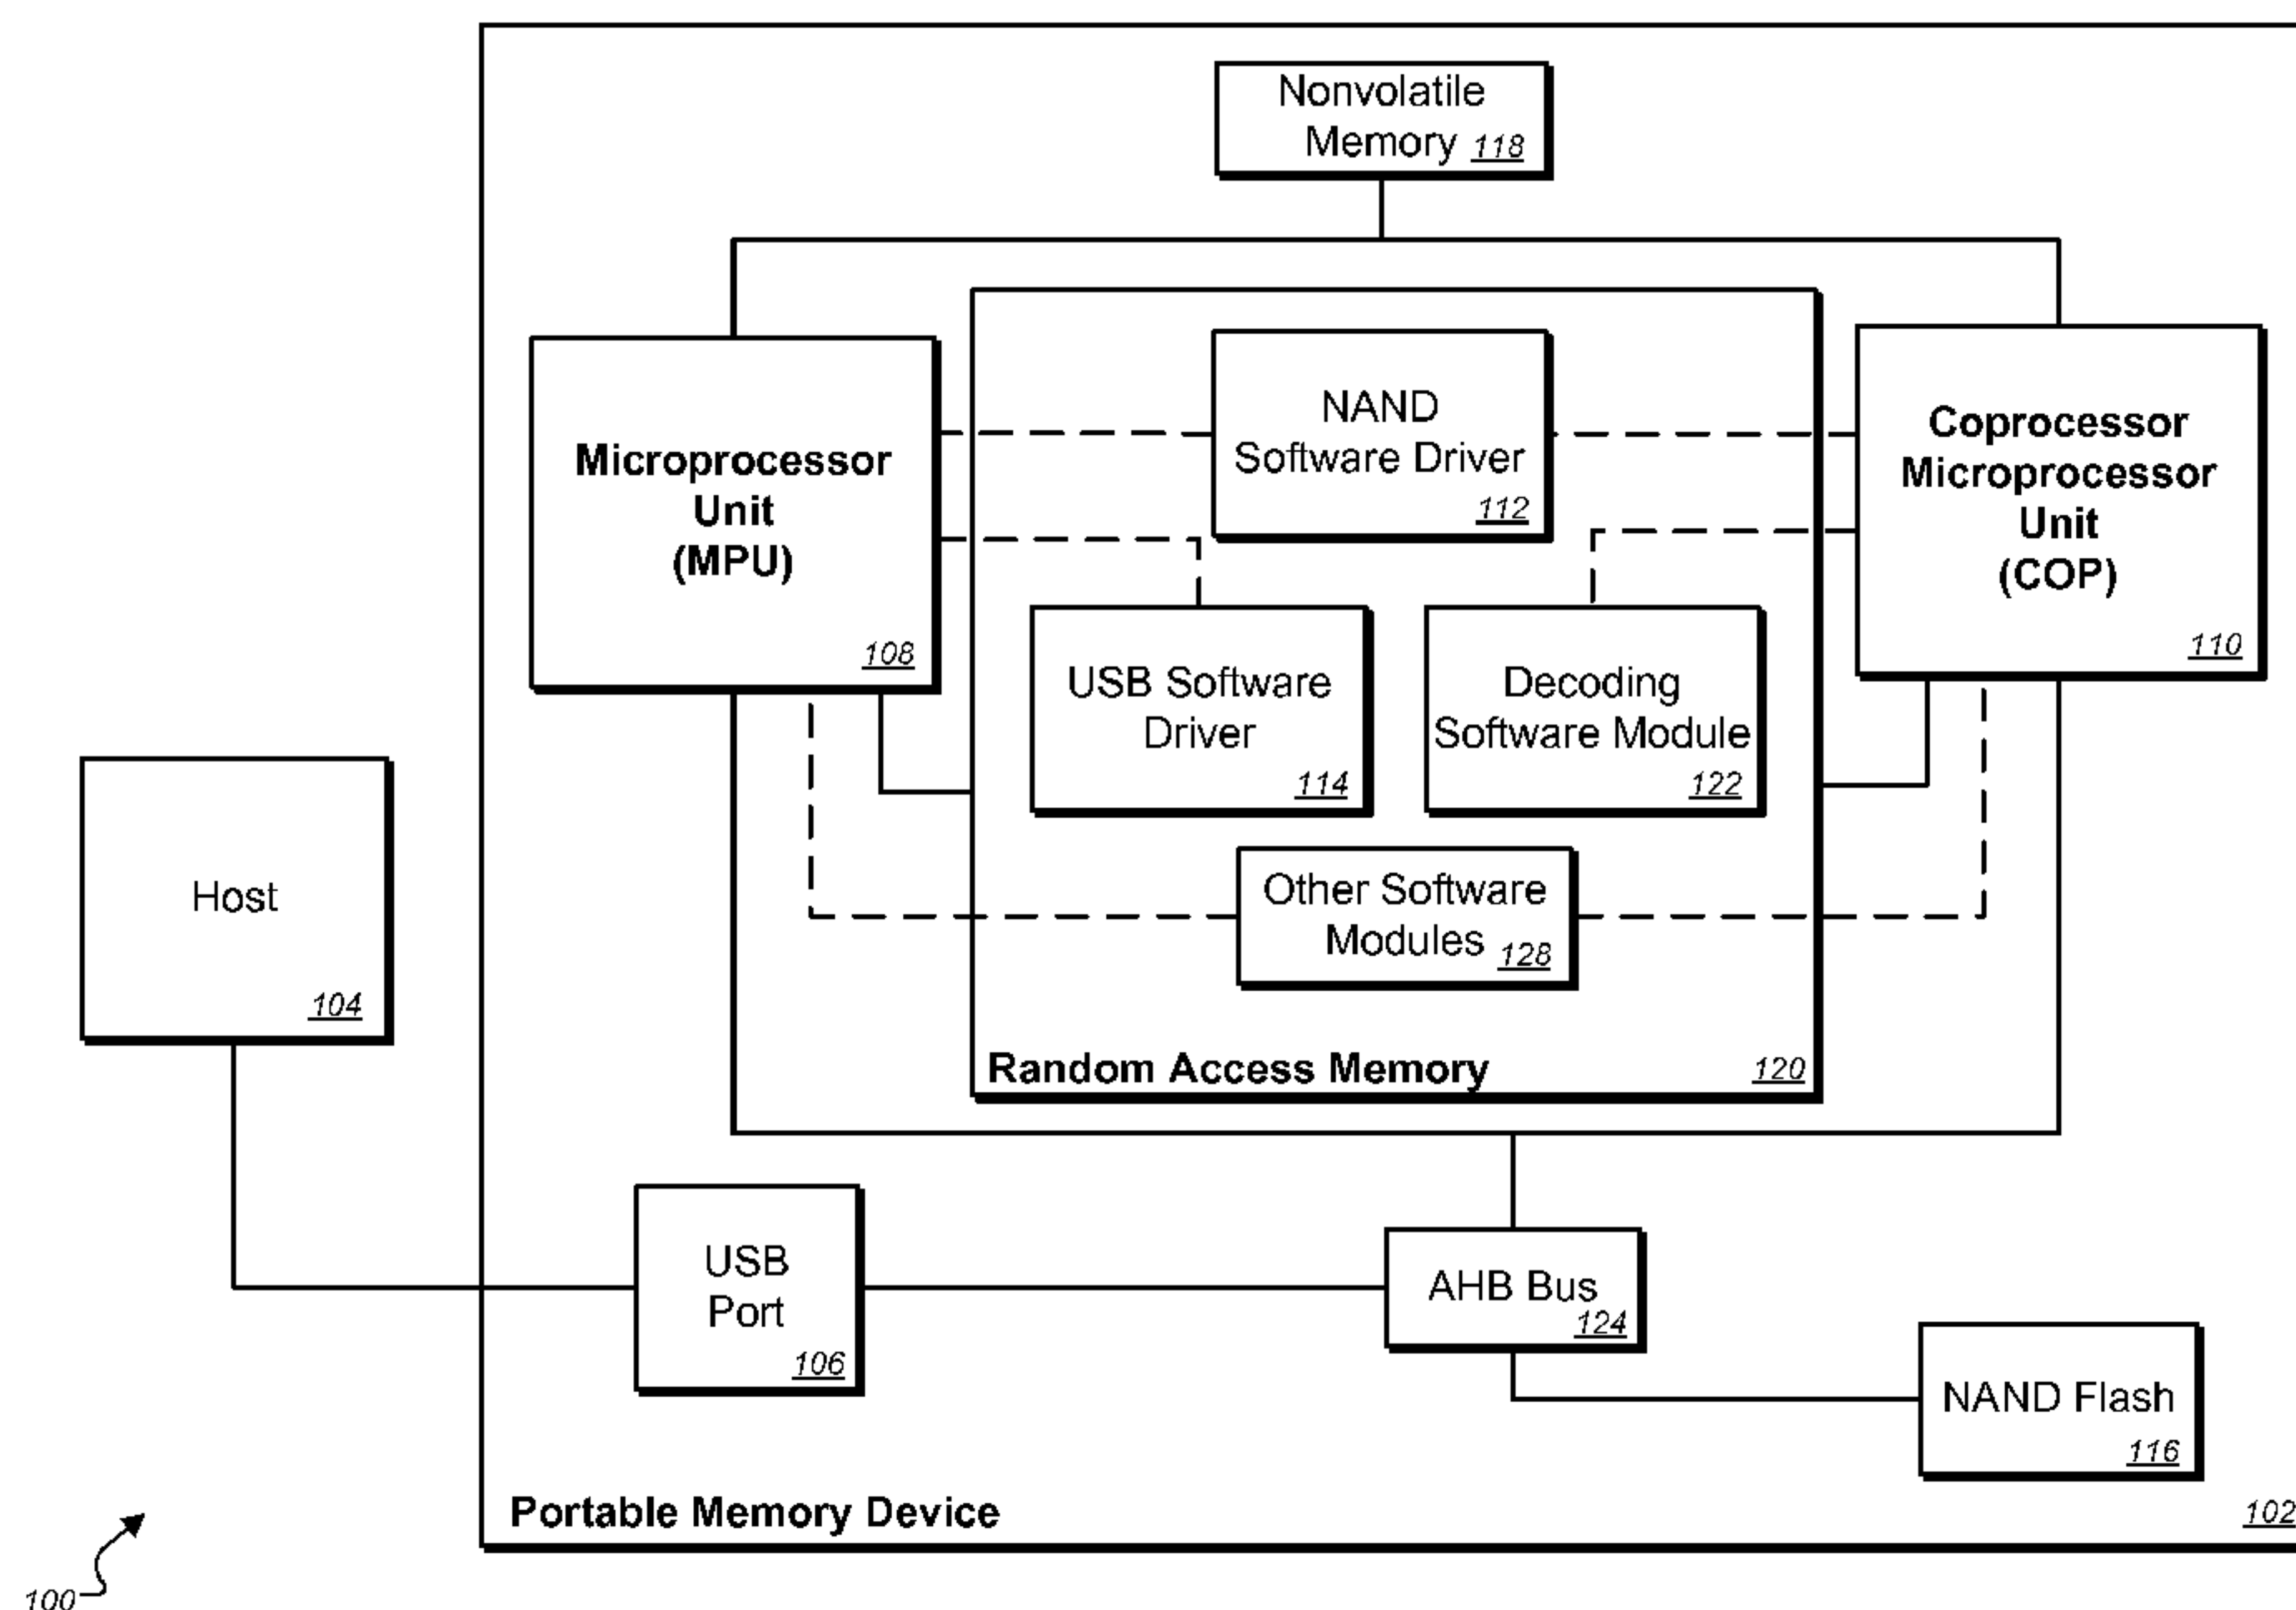 Nonvolatile
Memory 118
Microprocessor
Unit
(MPU)
108
NAND
Software Driver
112
Coprocessor
Microprocessor
Unit
(COP)
110
USB Software
Driver
114
Decoding
Software Module
122
Other Software
Modules 128
Random Access Memory 120
Host
104
USB
Port
106
AHB Bus
124
NAND Flash
116
Portable Memory Device 102
100